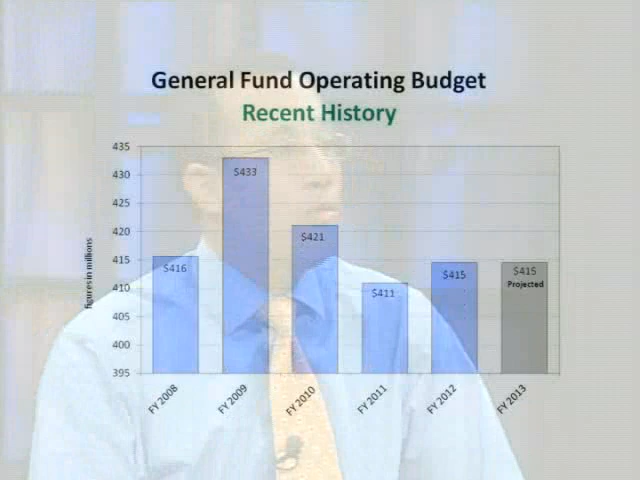 General Fund Operating Budget
Recent History
figures in millions
435
430
425
420
415
410
405
400
395
$416
$433
$421
$411
$415
$415
Projected
FY 2008
FY 2009
FY 2010
FY 2011
FY 2012
FY 2013